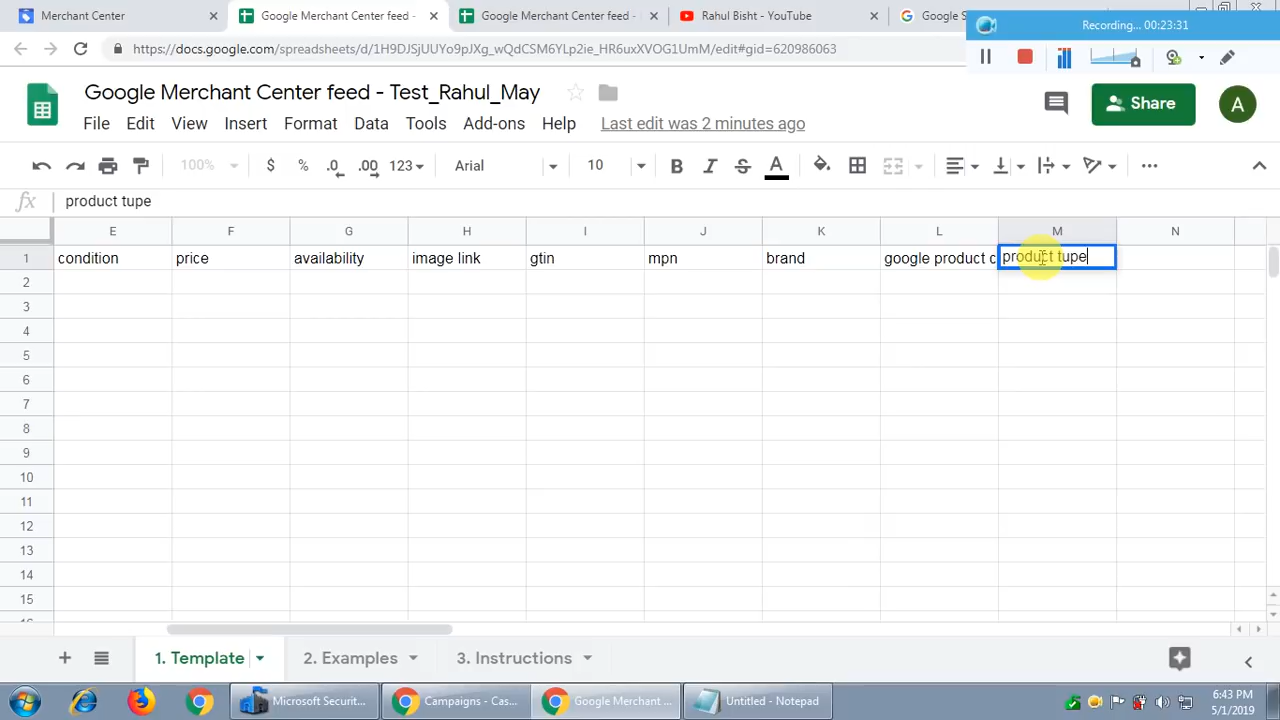 Merchant Center
Google Merchant Center feed -
Google Merchant Center feed -
Rahul Bisht - YouTube
Google S
Recording... 00:23:31
https://docs.google.com/spreadsheets/d/1H9DJSjUUYo9pJXg_wQdCSM6YLp2ie_HR6uxXVOG1UmM/edit#gid=620986063
Google Merchant Center feed - Test_Rahul_May
Share
A
File Edit View Insert Format Data Tools Add-ons Help Last edit was 2 minutes ago
100% $ % .0 .00 123 Arial 10 B I S A
fx product tupe
E F G H I J K L M N
1 condition price availability image link gtin mpn brand google product c product tupe
2
3
4
5
6
7
8
9
10
11
12
13
14
15
1. Template 2. Examples 3. Instructions
Microsoft Securit... Campaigns - Cas... Google Merchant ... Untitled - Notepad
6:43 PM
5/1/2019